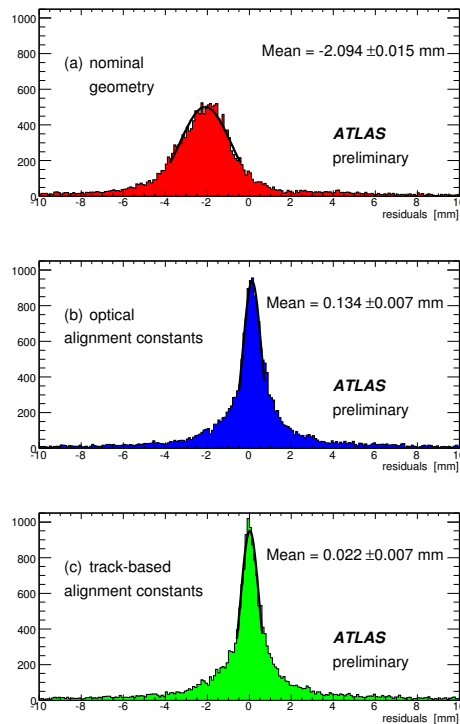 1000
800
600
400
200
0
(a) nominal
geometry
Mean = -2.094 ±0.015 mm
ATLAS
preliminary
-10 -8 -6 -4 -2 0 2 4 6 8 10
residuals [mm]
1000
800
600
400
200
0
(b) optical
alignment constants
Mean = 0.134 ±0.007 mm
ATLAS
preliminary
-10 -8 -6 -4 -2 0 2 4 6 8 10
residuals [mm]
1000
800
600
400
200
0
(c) track-based
alignment constants
Mean = 0.022 ±0.007 mm
ATLAS
preliminary
-10 -8 -6 -4 -2 0 2 4 6 8 10
residuals [mm]